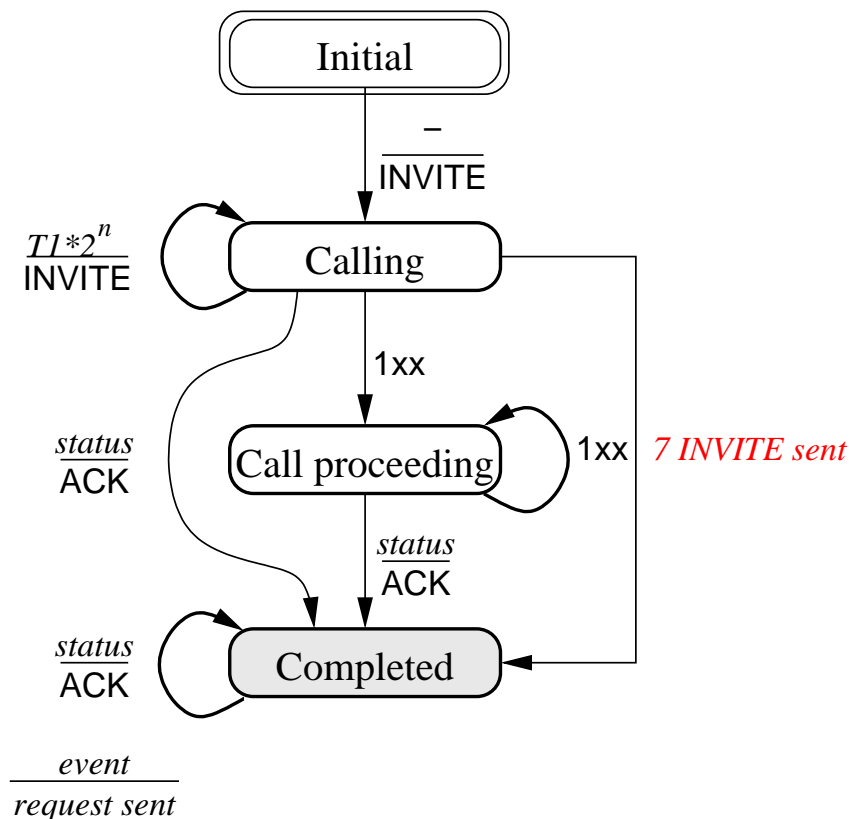 Initial
–
INVITE
T1*2^n
INVITE
Calling
1xx
status
ACK
Call proceeding
1xx
7 INVITE sent
status
ACK
status
ACK
Completed
event
request sent